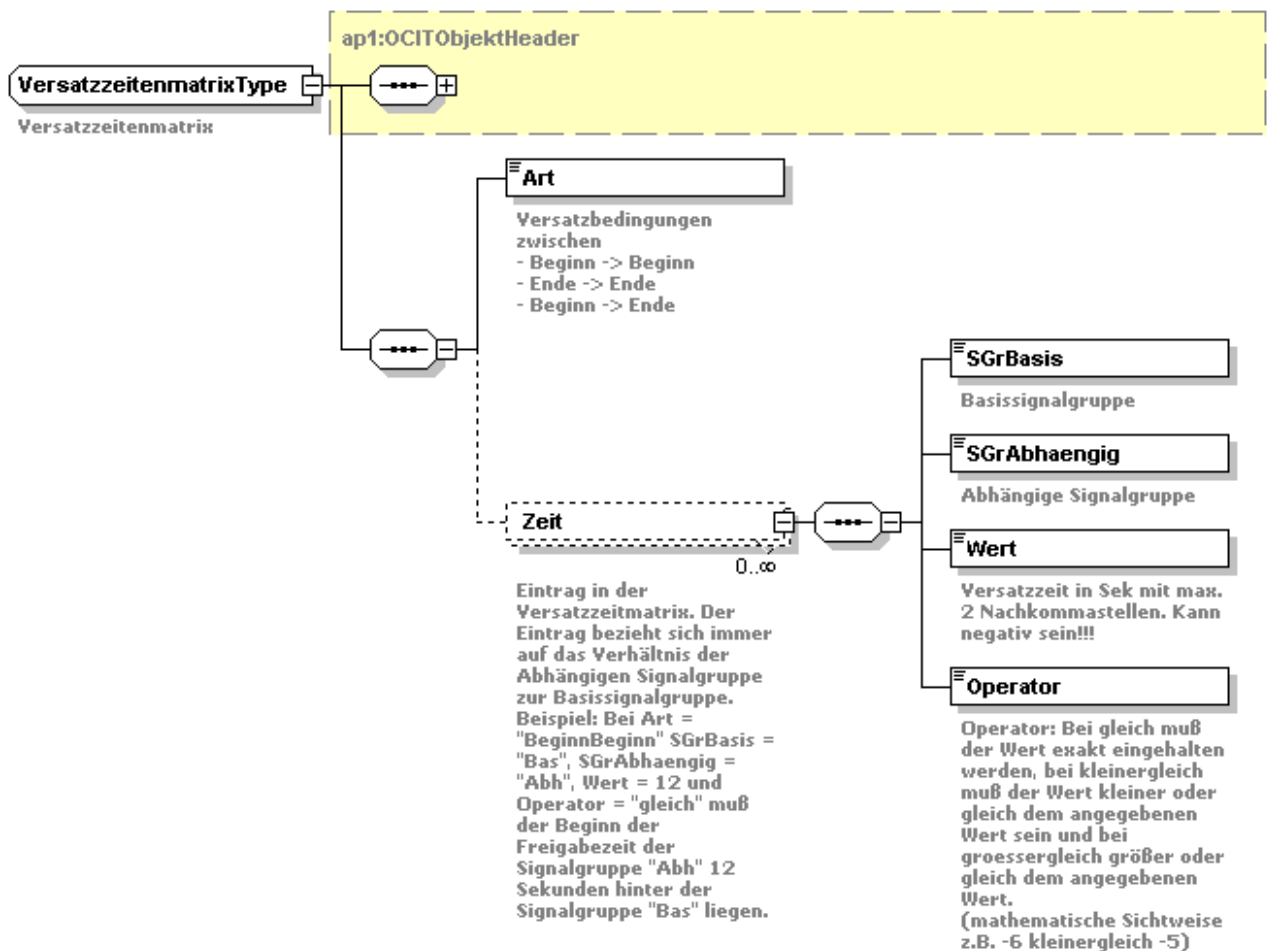 ap1:OCITObjektHeader
VersatzzeitenmatrixType
Versatzzeitenmatrix
Art
Versatzbedingungen
zwischen
- Beginn -> Beginn
- Ende -> Ende
- Beginn -> Ende
Zeit
0..∞
Eintrag in der
Versatzzeitmatrix. Der
Eintrag bezieht sich immer
auf das Verhältnis der
Abhängigen Signalgruppe
zur Basissignalgruppe.
Beispiel: Bei Art =
"BeginnBeginn" SGrBasis =
"Bas", SGrAbhaengig =
"Abh", Wert = 12 und
Operator = "gleich" muß
der Beginn der
Freigabezeit der
Signalgruppe "Abh" 12
Sekunden hinter der
Signalgruppe "Bas" liegen.
SGrBasis
Basissignalgruppe
SGrAbhaengig
Abhängige Signalgruppe
Wert
Versatzzeit in Sek mit max.
2 Nachkommastellen. Kann
negativ sein!!!
Operator
Operator: Bei gleich muß
der Wert exakt eingehalten
werden, bei kleinergleich
muß der Wert kleiner oder
gleich dem angegebenen
Wert sein und bei
groessergleich größer oder
gleich dem angegebenen
Wert.
(mathematische Sichtweise
z.B. -6 kleinergleich -5)